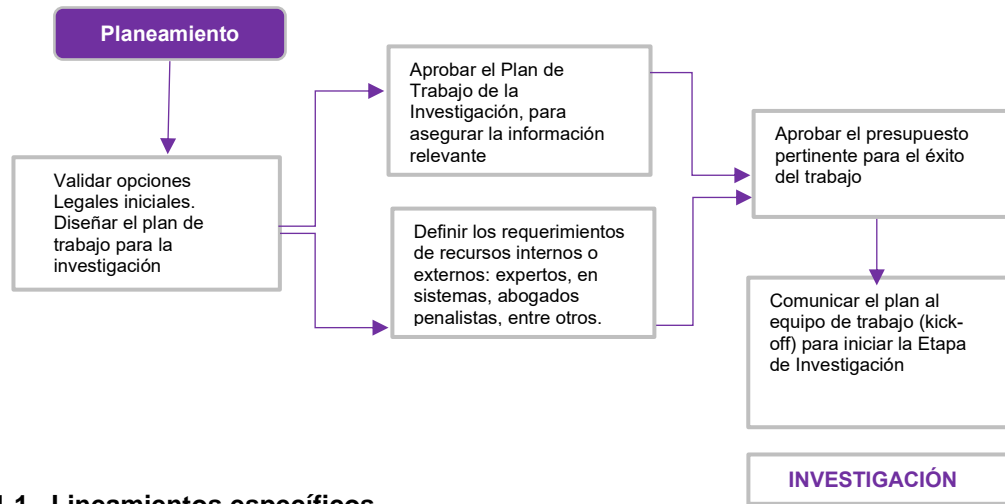 Planeamiento
Validar opciones
Legales iniciales.
Diseñar el plan de
trabajo para la
investigación
Aprobar el Plan de
Trabajo de la
Investigación, para
asegurar la información
relevante
Definir los requerimientos
de recursos internos o
externos: expertos, en
sistemas, abogados
penalistas, entre otros.
Aprobar el presupuesto
pertinente para el éxito
del trabajo
Comunicar el plan al
equipo de trabajo (kick-
off) para iniciar la Etapa
de Investigación
INVESTIGACIÓN
Lineamientos específicos